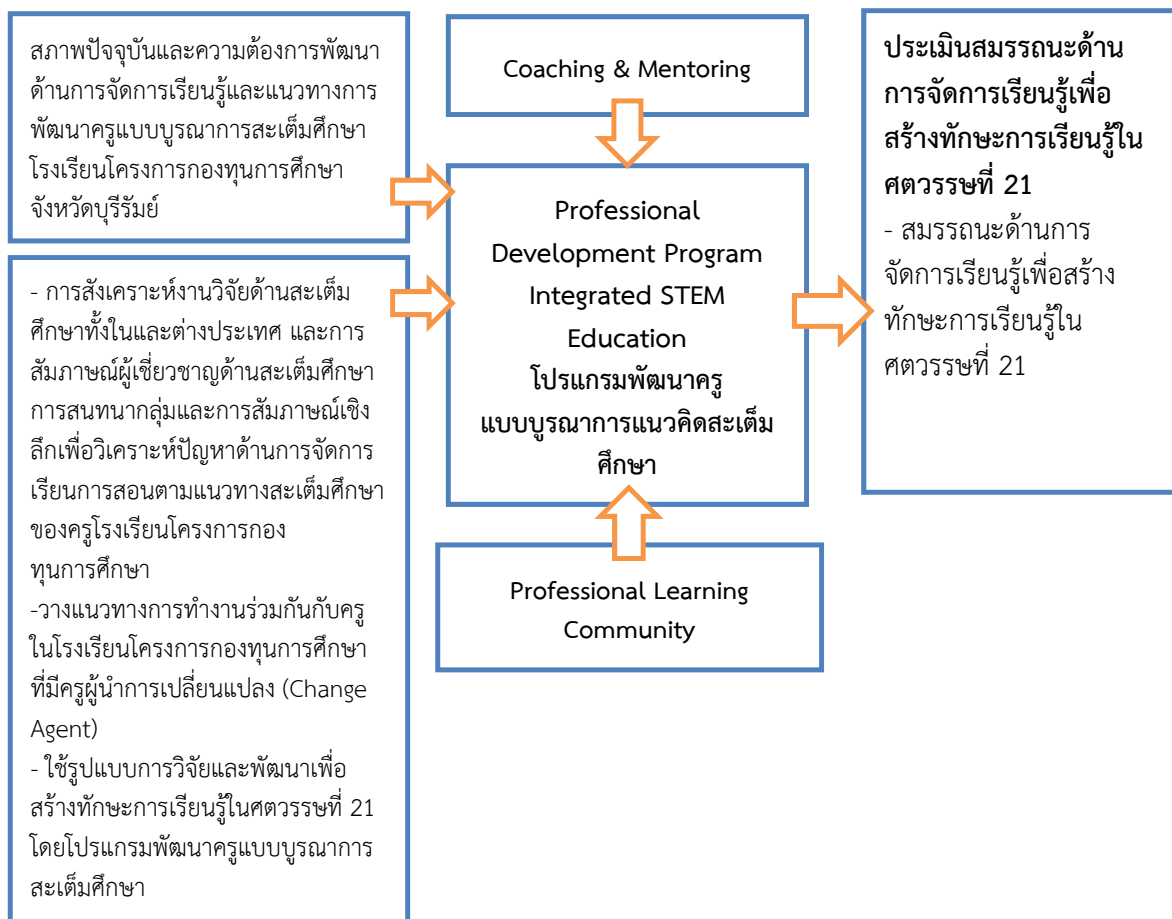 สภาพปัจจุบันและความต้องการพัฒนา
ด้านการจัดการเรียนรู้และแนวทางการ
พัฒนาครูแบบบูรณาการสะเต็มศึกษา
โรงเรียนโครงการกองทุนการศึกษา
จังหวัดบุรีรัมย์
- การสังเคราะห์งานวิจัยด้านสะเต็ม
ศึกษาทั้งในและต่างประเทศ และการ
สัมภาษณ์ผู้เชี่ยวชาญด้านสะเต็มศึกษา
การสนทนากลุ่มและการสัมภาษณ์เชิง
ลึกเพื่อวิเคราะห์ปัญหาด้านการจัดการ
เรียนการสอนตามแนวทางสะเต็มศึกษา
ของครูโรงเรียนโครงการกอง
ทุนการศึกษา
-วางแนวทางการทำงานร่วมกันกับครู
ในโรงเรียนโครงการกองทุนการศึกษา
ที่มีครูผู้นำการเปลี่ยนแปลง (Change
Agent)
- ใช้รูปแบบการวิจัยและพัฒนาเพื่อ
สร้างทักษะการเรียนรู้ในศตวรรษที่ 21
โดยโปรแกรมพัฒนาครูแบบบูรณาการ
สะเต็มศึกษา
Coaching & Mentoring
Professional
Development Program
Integrated STEM
Education
โปรแกรมพัฒนาครู
แบบบูรณาการแนวคิดสะเต็ม
ศึกษา
Professional Learning
Community
ประเมินสมรรถนะด้าน
การจัดการเรียนรู้เพื่อ
สร้างทักษะการเรียนรู้ใน
ศตวรรษที่ 21
- สมรรถนะด้านการ
จัดการเรียนรู้เพื่อสร้าง
ทักษะการเรียนรู้ใน
ศตวรรษที่ 21